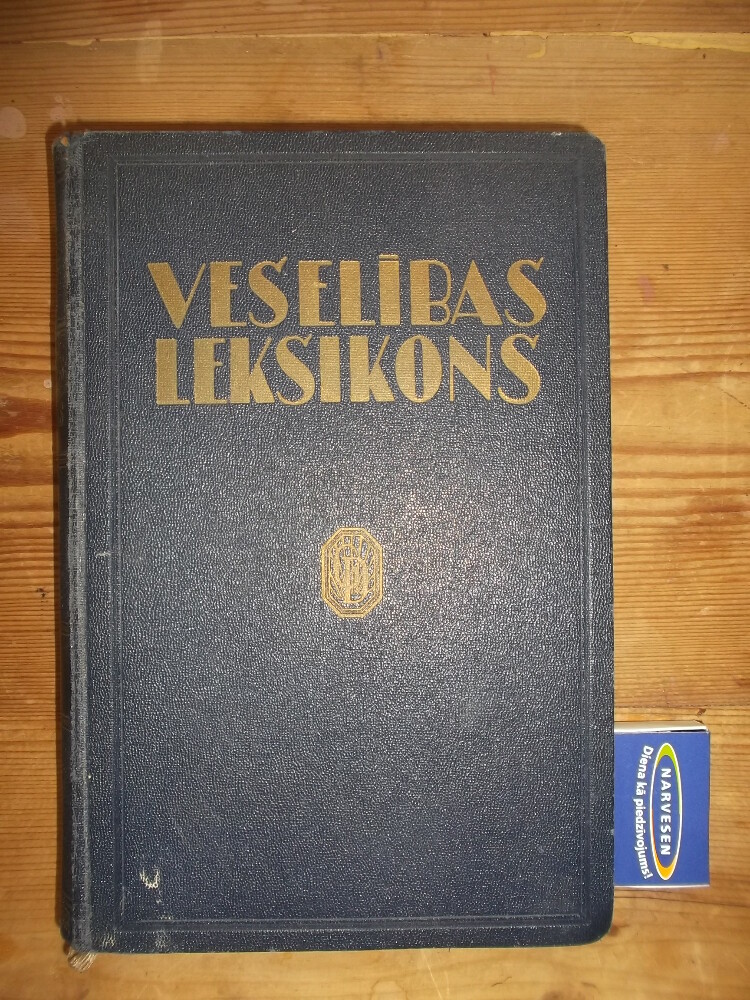 VESELĪBAS
LEKSIKONS
NARVESEN
Diena kā piedzīvojums!